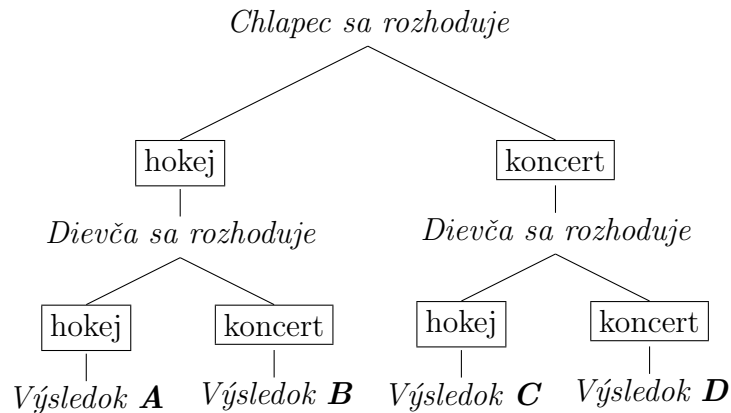 Chlapec sa rozhoduje
hokej
koncert
Dievča sa rozhoduje
Dievča sa rozhoduje
hokej
koncert
hokej
koncert
Výsledok A
Výsledok B
Výsledok C
Výsledok D